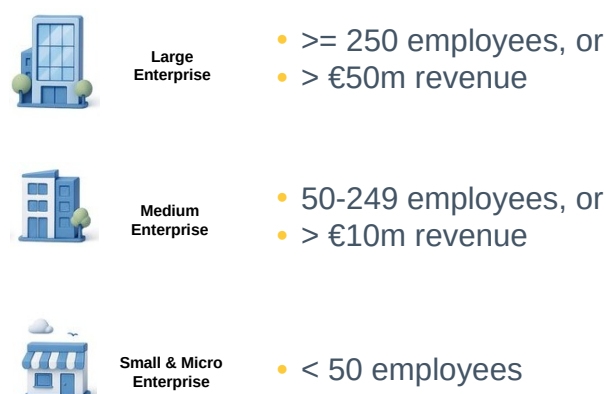 Large
Enterprise
• >= 250 employees, or
• > €50m revenue
Medium
Enterprise
• 50-249 employees, or
• > €10m revenue
Small & Micro
Enterprise
• < 50 employees